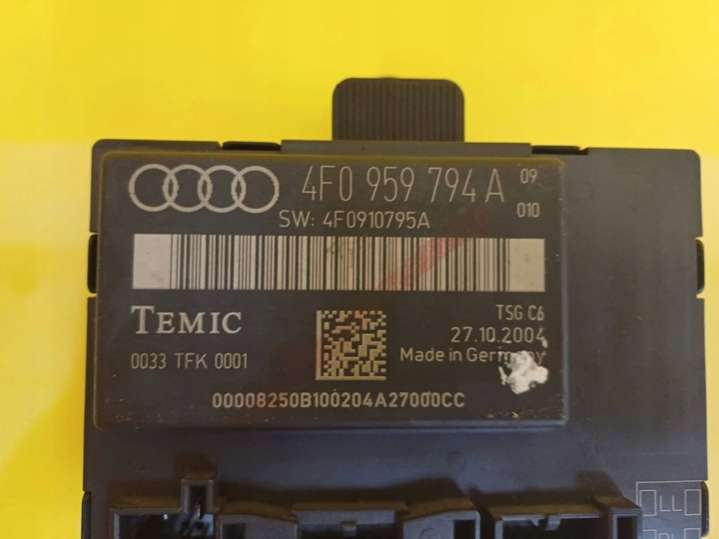 4F0 959 794 A 09
010
SW: 4F0910795A
TEMIC
TSG C6
27.10.2004
0033 TFK 0001
Made in Germany
00008250B100204A27000CC